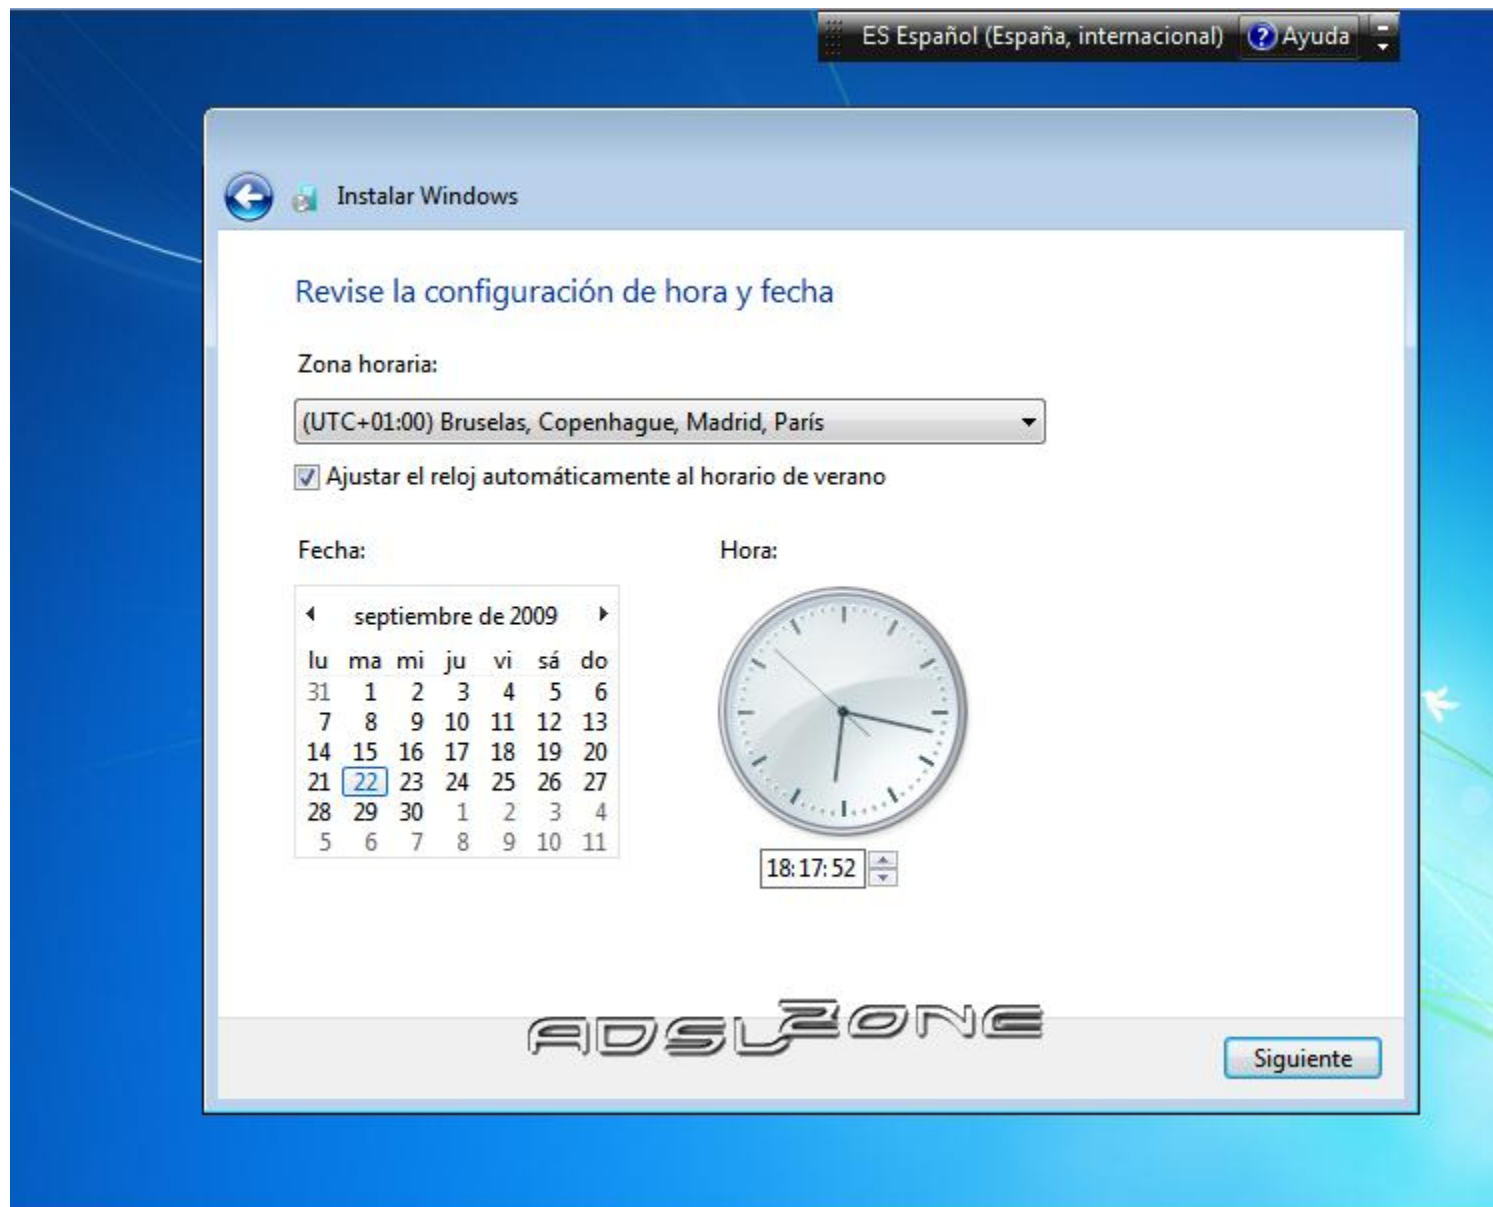 ES Español (España, internacional) ? Ayuda
Instalar Windows
Revise la configuración de hora y fecha
Zona horaria:
(UTC+01:00) Bruselas, Copenhague, Madrid, París
Ajustar el reloj automáticamente al horario de verano
Fecha:
Hora:
septiembre de 2009
lu ma mi ju vi sá do
31 1 2 3 4 5 6
7 8 9 10 11 12 13
14 15 16 17 18 19 20
21 22 23 24 25 26 27
28 29 30 1 2 3 4
5 6 7 8 9 10 11
18:17:52
ADSLZONE
Siguiente